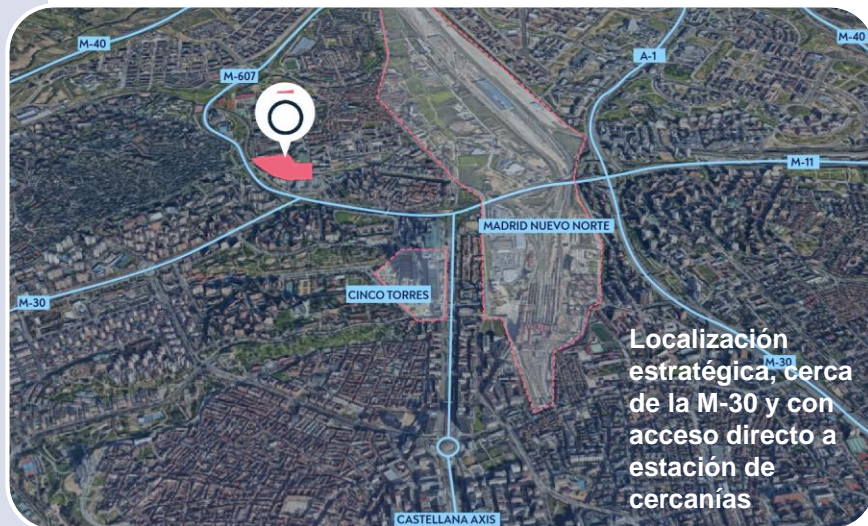 M-40
M-40
A-1
M-607
M-11
MADRID NUEVO NORTE
CINCO TORRES
M-30
Localización
estratégica, cerca
M-30
de la M-30 y con
acceso directo a
estación de
cercanías
CASTELLANA AXIS